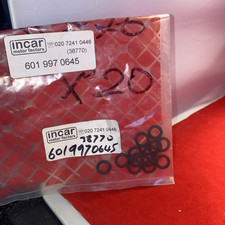 incar
motor factors
020 7241 0446
(38770)
601 997 0645
x 20
incar
motor factors
020 7241 0446
38770
6019970645